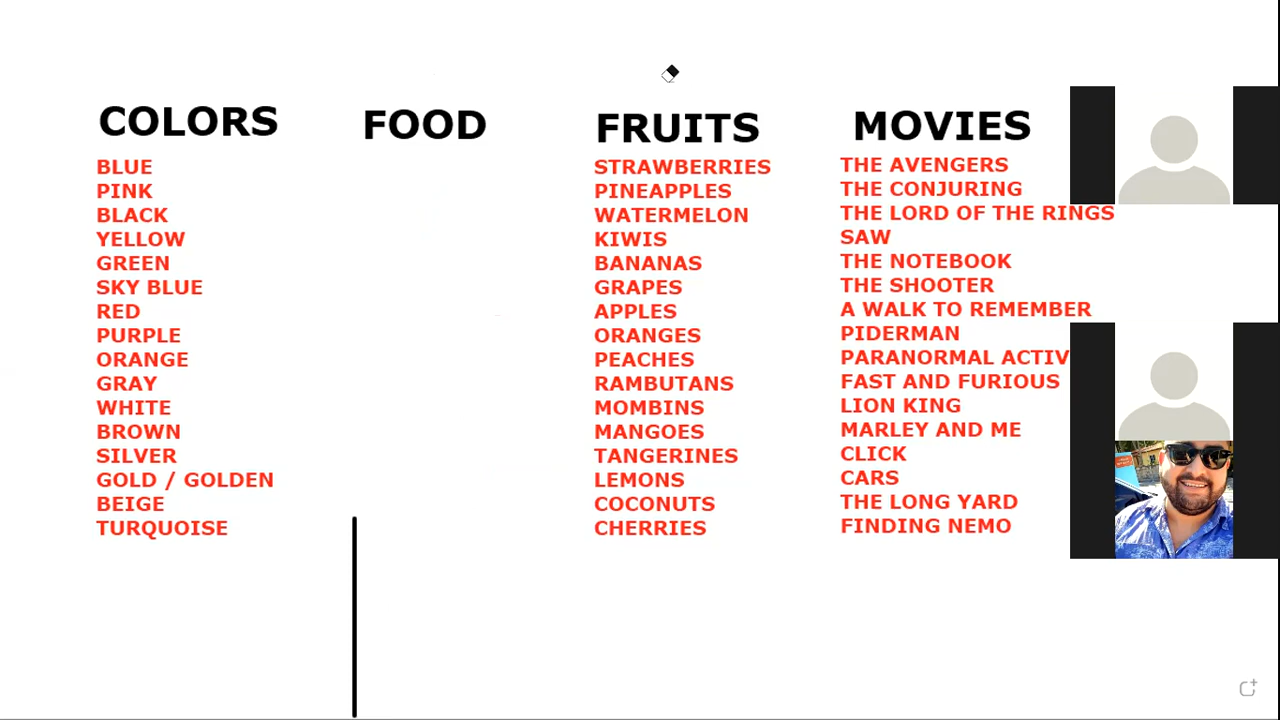 COLORS
BLUE
PINK
BLACK
YELLOW
GREEN
SKY BLUE
RED
PURPLE
ORANGE
GRAY
WHITE
BROWN
SILVER
GOLD / GOLDEN
BEIGE
TURQUOISE
FOOD
FRUITS
STRAWBERRIES
PINEAPPLES
WATERMELON
KIWIS
BANANAS
GRAPES
APPLES
ORANGES
PEACHES
RAMBUTANS
MOMBINS
MANGOES
TANGERINES
LEMONS
COCONUTS
CHERRIES
MOVIES
THE AVENGERS
THE CONJURING
THE LORD OF THE RINGS
SAW
THE NOTEBOOK
THE SHOOTER
A WALK TO REMEMBER
PIDERMAN
PARANORMAL ACTIV
FAST AND FURIOUS
LION KING
MARLEY AND ME
CLICK
CARS
THE LONG YARD
FINDING NEMO